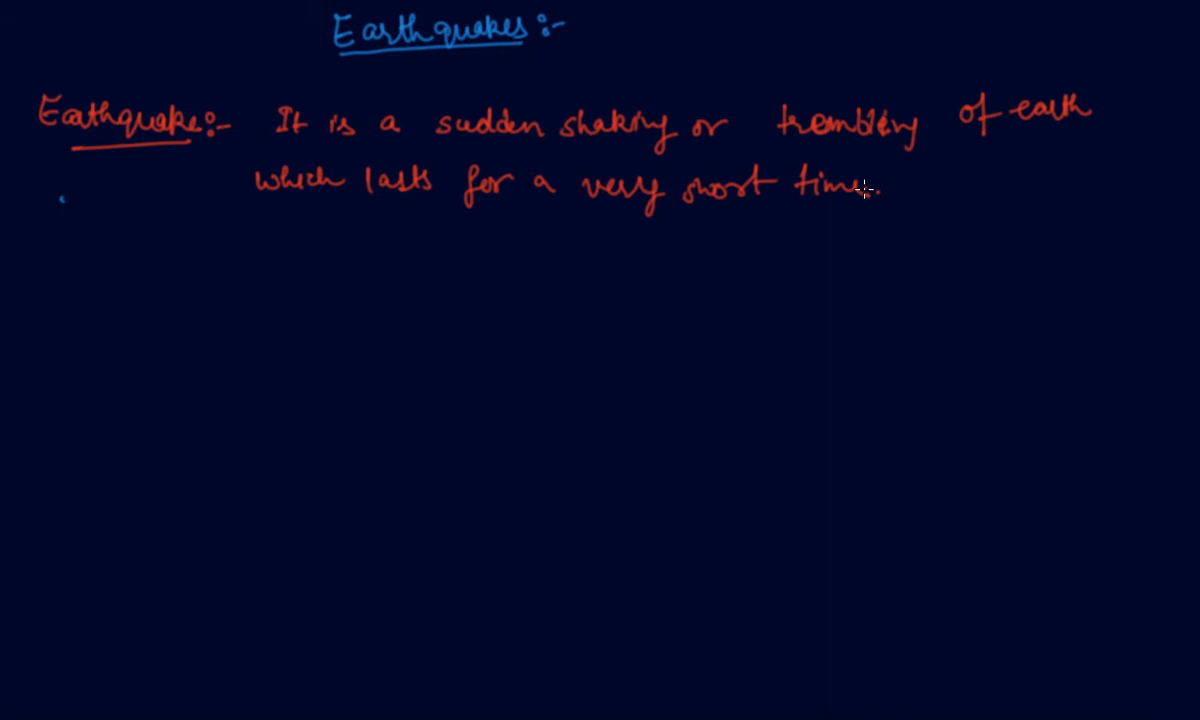 Earthquakes:-
Earthquake:- It is a sudden shaking or trembling of earth
which lasts for a very short time.